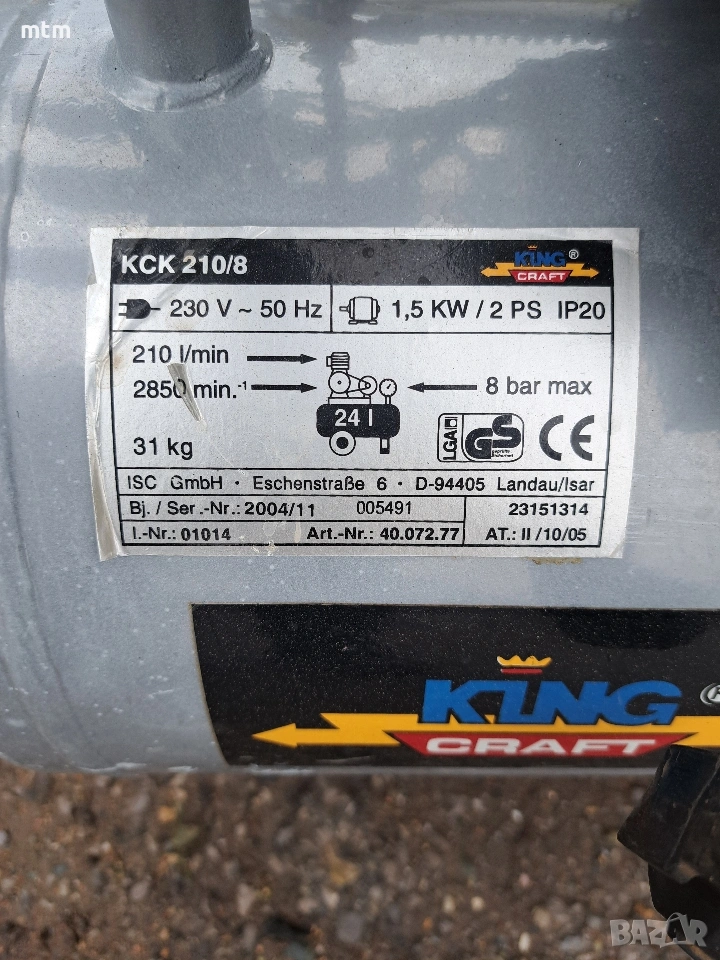 mtm
KCK 210/8 KING CRAFT ®
230 V ~ 50 Hz 1,5 KW / 2 PS IP20
210 l/min
2850 min.-1 8 bar max
24 l
31 kg LGA GS geprüfte Sicherheit CE
ISC GmbH · Eschenstraße 6 · D-94405 Landau/Isar
Bj. / Ser.-Nr.: 2004/11 005491 23151314
I.-Nr.: 01014 Art.-Nr.: 40.072.77 AT.: II /10/05
KING ®
CRAFT
BAZAR